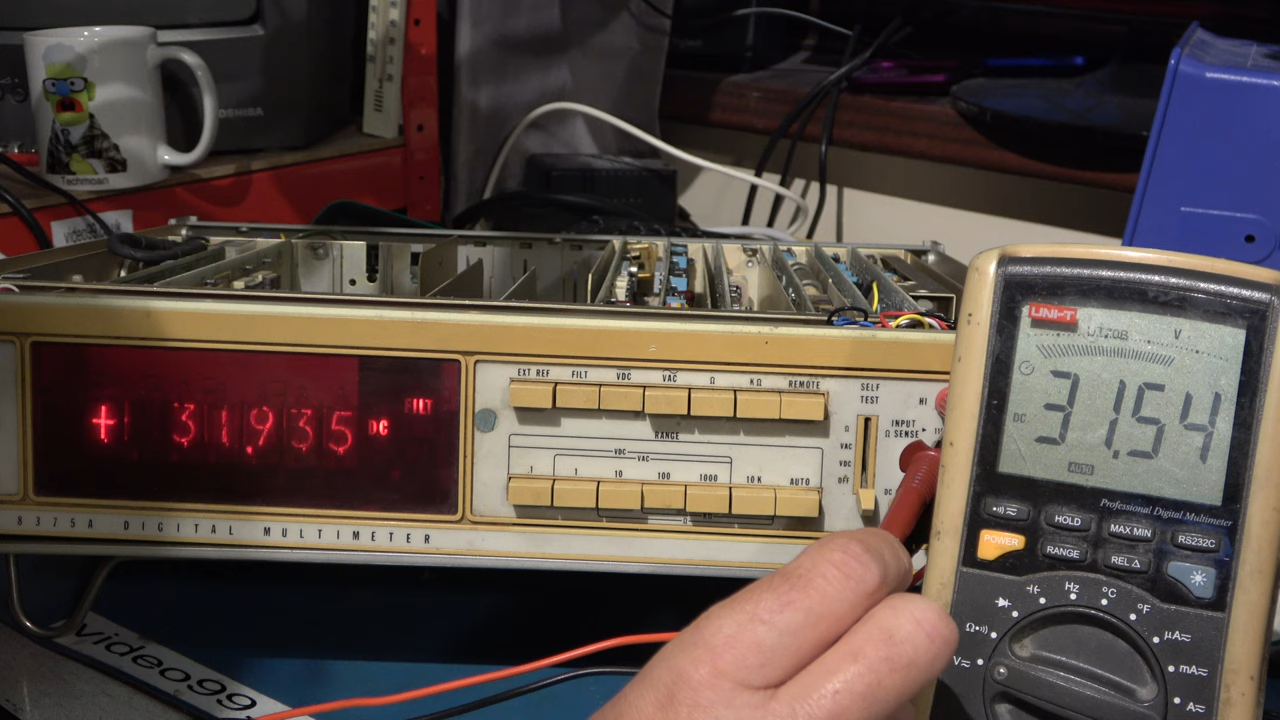 OSHIBA
Techmoan
+ 31.935 DC FILT
EXT REF FILT VDC VAC Ω KΩ REMOTE
SELF
TEST
HI
RANGE
VDC
VAC
.1 1 10 100 1000 10 K AUTO
Ω
VAC
VDC
OFF
INPUT
Ω SENSE
DC
8375A DIGITAL MULTIMETER
video99
UNI-T
UT70B V
DC 31.54
AUTO
Professional Digital Multimeter
HOLD MAX MIN RS232C
POWER RANGE REL Δ
Hz °C °F
Ω
V
μA
mA
A